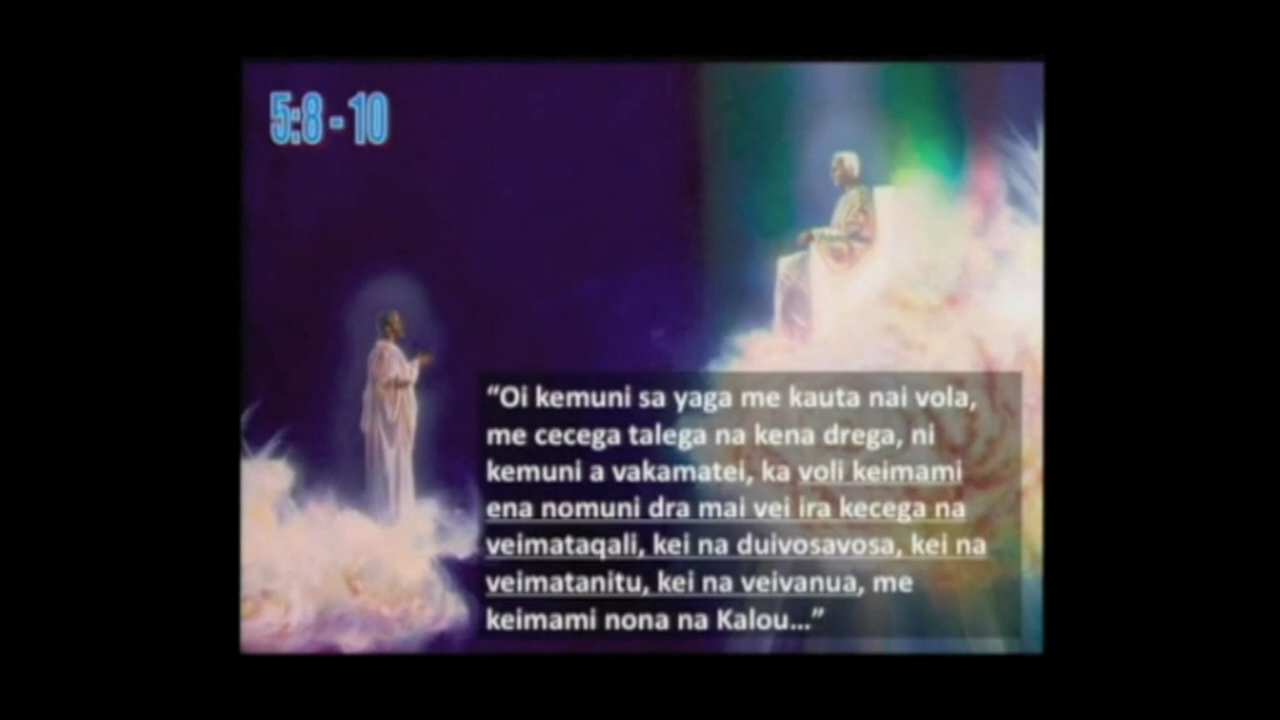 5:8 - 10
“Oi kemuni sa yaga me kauta nai vola,
me cecega talega na kena drega, ni
kemuni a vakamatei, ka voli keimami
ena nomuni dra mai vei ira kecega na
veimataqali, kei na duivosavosa, kei na
veimatanitu, kei na veivanua, me
keimami nona na Kalou...”